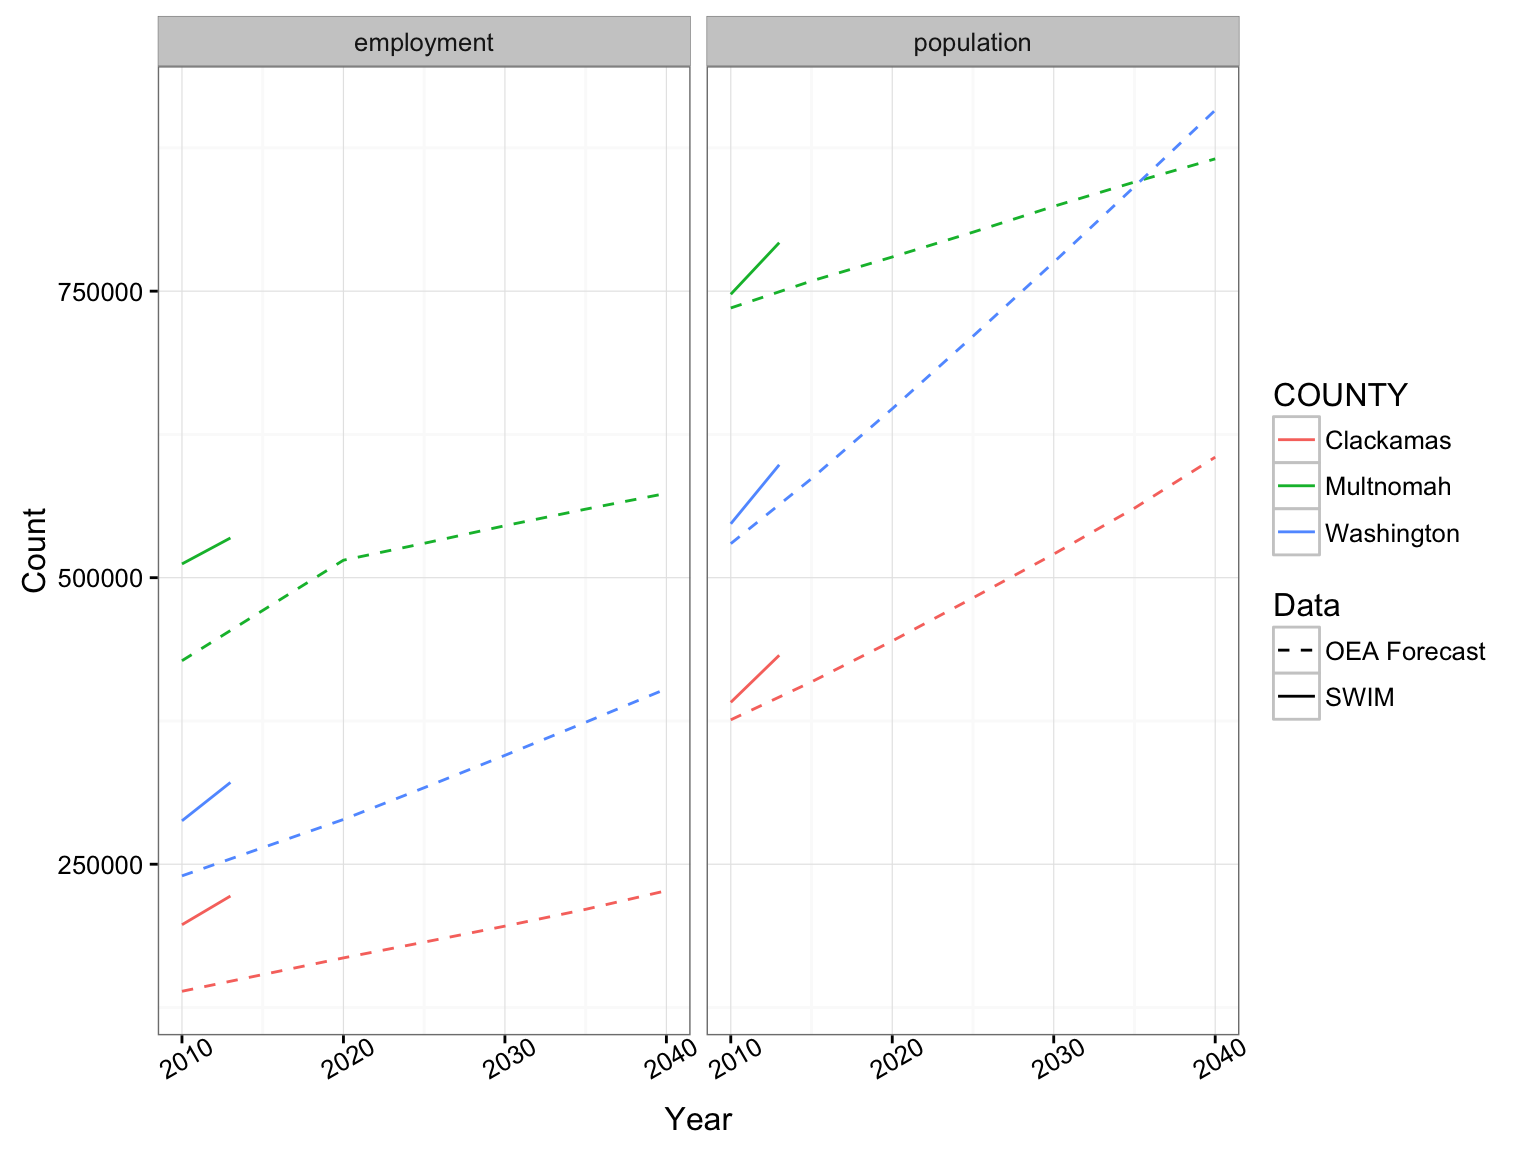 employment
population
Count
750000
500000
250000
2010
2020
2030
2040
2010
2020
2030
2040
Year
COUNTY
Clackamas
Multnomah
Washington
Data
OEA Forecast
SWIM